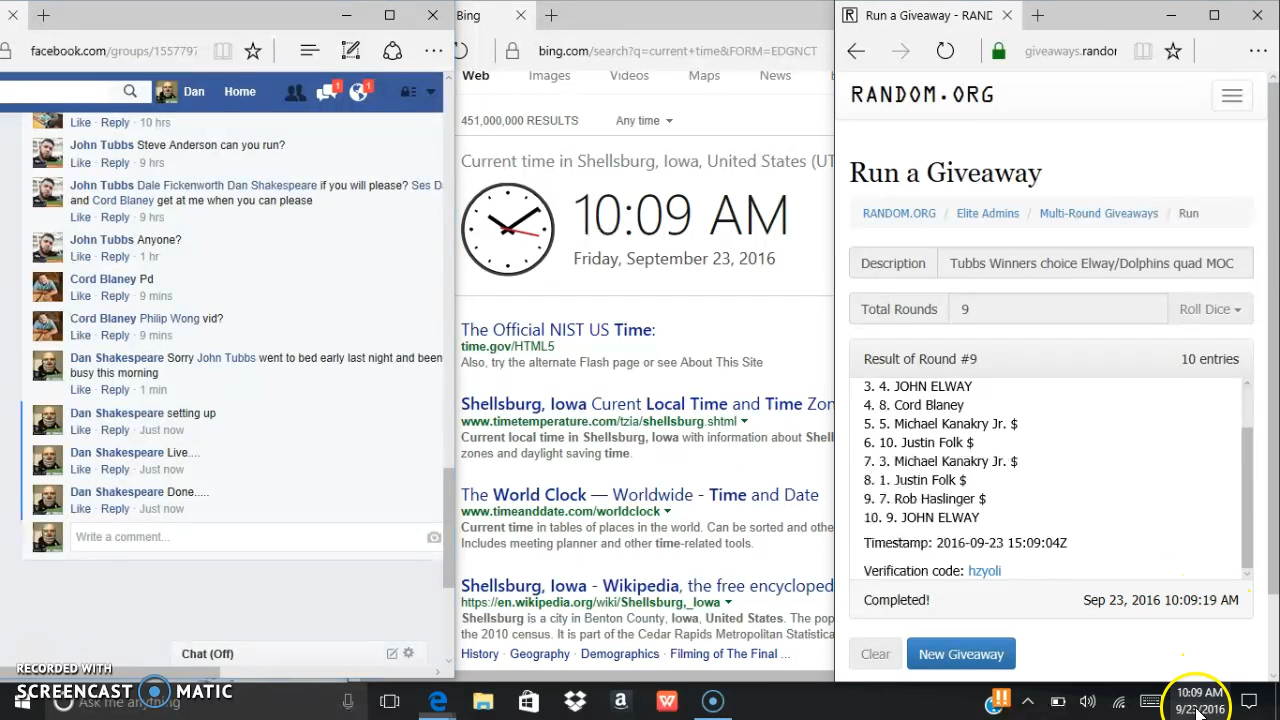 facebook.com/groups/1557797
Dan Home
1
1
Like · Reply · 10 hrs
John Tubbs Steve Anderson can you run?
Like · Reply · 9 hrs
John Tubbs Dale Fickenworth Dan Shakespeare if you will please? Ses D
and Cord Blaney get at me when you can please
Like · Reply · 9 hrs
John Tubbs Anyone?
Like · Reply · 1 hr
Cord Blaney Pd
Like · Reply · 9 mins
Cord Blaney Philip Wong vid?
Like · Reply · 9 mins
Dan Shakespeare Sorry John Tubbs went to bed early last night and been
busy this morning
Like · Reply · 1 min
Dan Shakespeare setting up
Like · Reply · Just now
Dan Shakespeare Live....
Like · Reply · Just now
Dan Shakespeare Done.....
Like · Reply · Just now
Write a comment...
Chat (Off)
RECORDED WITH
SCREENCAST MATIC
Ask me anything
Bing
bing.com/search?q=current+time&FORM=EDGNCT
Web Images Videos Maps News
451,000,000 RESULTS Any time
Current time in Shellsburg, Iowa, United States (UT
10:09 AM
Friday, September 23, 2016
The Official NIST US Time:
time.gov/HTML5
Also, try the alternate Flash page or see About This Site
Shellsburg, Iowa Curent Local Time and Time Zon
www.timetemperature.com/tzia/shellsburg.shtml
Current local time in Shellsburg, Iowa with information about Shell
zones and daylight saving time.
The World Clock — Worldwide - Time and Date
www.timeanddate.com/worldclock
Current time in tables of places in the world. Can be sorted and othe
Includes meeting planner and other time-related tools.
Shellsburg, Iowa - Wikipedia, the free encycloped
https://en.wikipedia.org/wiki/Shellsburg,_Iowa
Shellsburg is a city in Benton County, Iowa, United States. The pop
the 2010 census. It is part of the Cedar Rapids Metropolitan Statistica
History · Geography · Demographics · Filming of The Final ...
R Run a Giveaway - RAND
giveaways.randor
RANDOM.ORG
Run a Giveaway
RANDOM.ORG / Elite Admins / Multi-Round Giveaways / Run
Description Tubbs Winners choice Elway/Dolphins quad MOC
Total Rounds 9 Roll Dice
Result of Round #9 10 entries
3. 4. JOHN ELWAY
4. 8. Cord Blaney
5. 5. Michael Kanakry Jr. $
6. 10. Justin Folk $
7. 3. Michael Kanakry Jr. $
8. 1. Justin Folk $
9. 7. Rob Haslinger $
10. 9. JOHN ELWAY
Timestamp: 2016-09-23 15:09:04Z
Verification code: hzyoli
Completed! Sep 23, 2016 10:09:19 AM
Clear New Giveaway
10:09 AM
9/23/2016